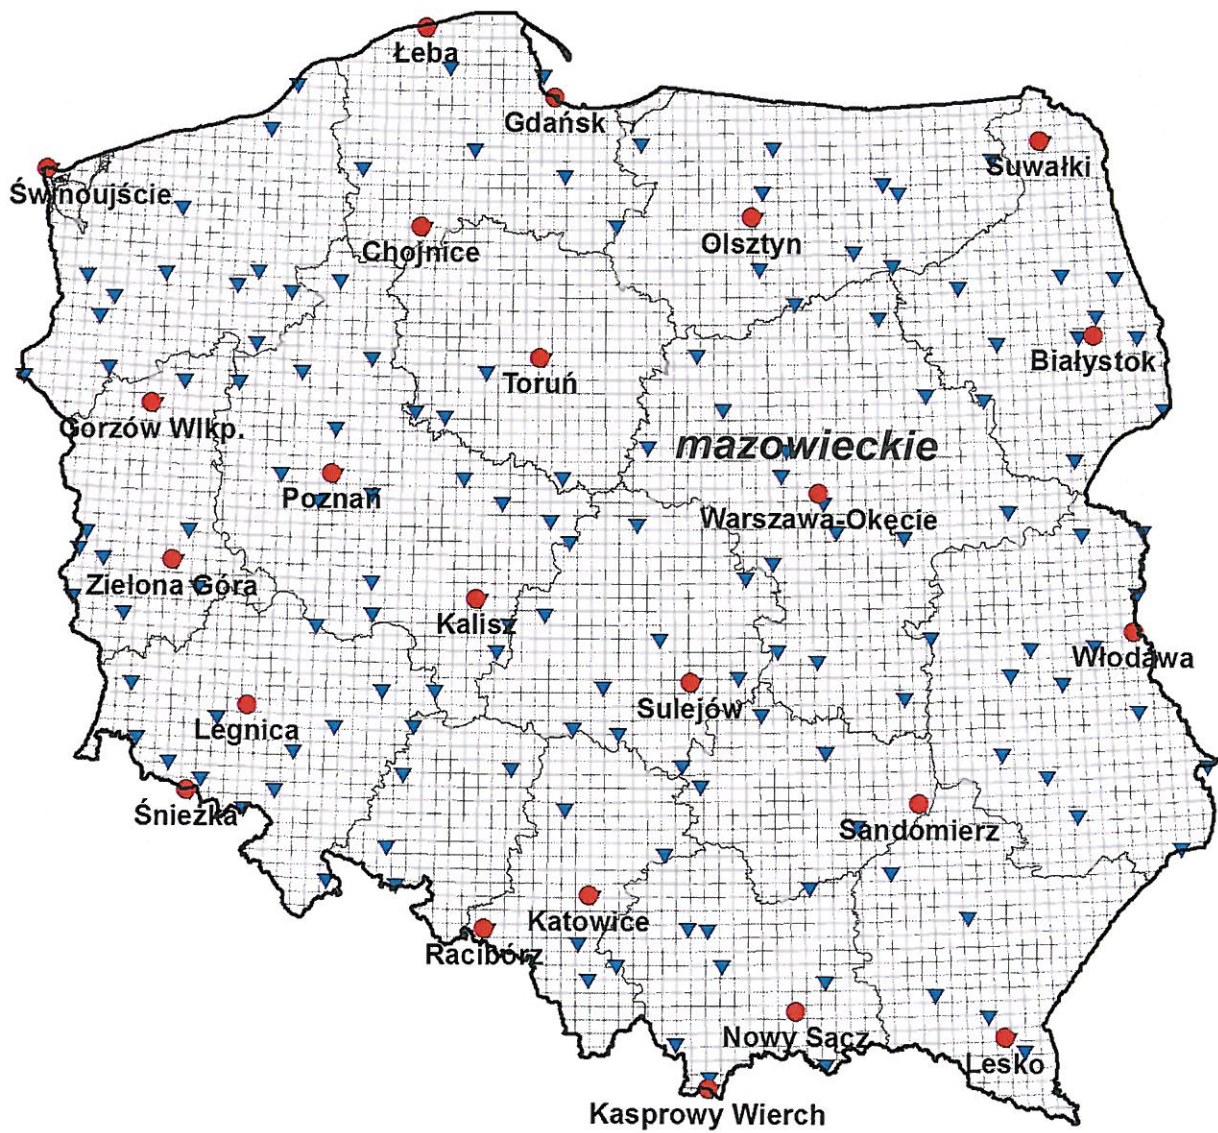 Łeba
Gdańsk
Suwałki
Świnoujście
Chojnice
Olsztyn
Toruń
Białystok
Gorzów Wlkp.
mazowieckie
Poznań
Warszawa-Okęcie
Zielona Góra
Kalisz
Włodawa
Legnica
Sulejów
Śnieżka
Sandomierz
Katowice
Racibórz
Nowy Sącz
Lesko
Kasprowy Wierch